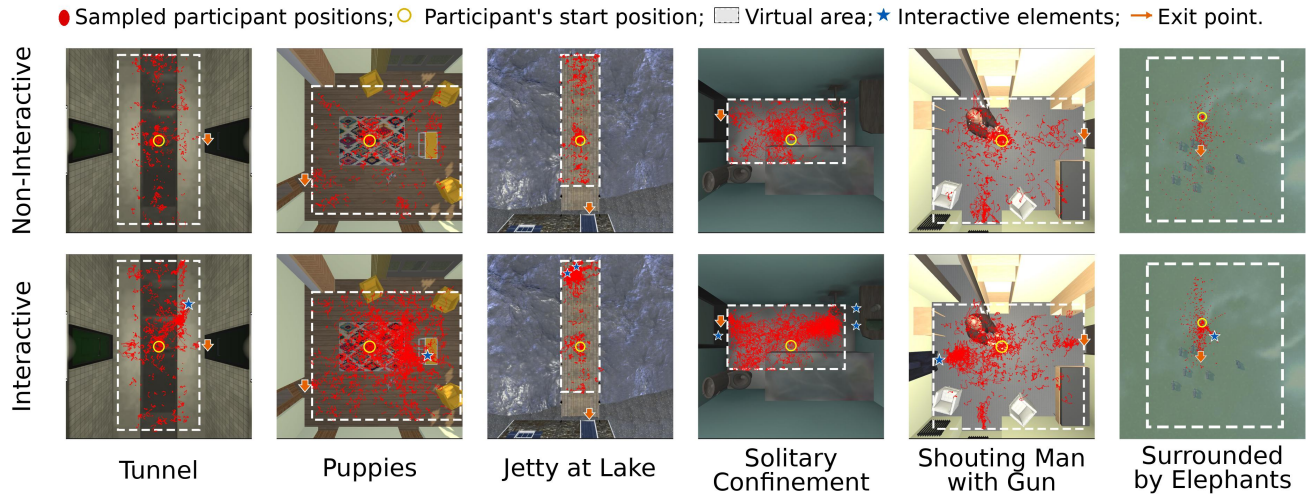 Sampled participant positions; Participant's start position; Virtual area; Interactive elements; Exit point.
Non-Interactive
Interactive
Tunnel
Puppies
Jetty at Lake
Solitary
Confinement
Shouting Man
with Gun
Surrounded
by Elephants